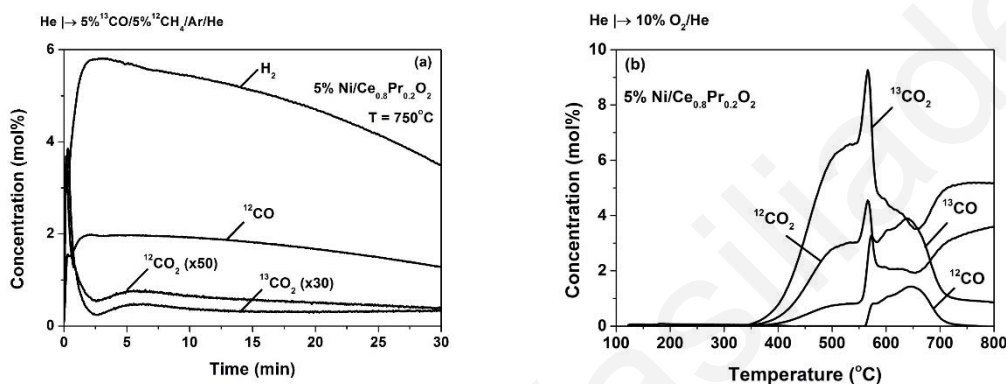 He |→ 5%¹³CO/5%¹²CH₄/Ar/He
6
4
2
0
Concentration (mol%)
(a)
H₂
5% Ni/Ce₀.₈Pr₀.₂O₂
T = 750°C
¹²CO
¹²CO₂ (x50)
¹³CO₂ (x30)
0 5 10 15 20 25 30
Time (min)
He |→ 10% O₂/He
10
8
6
4
2
0
Concentration (mol%)
(b)
5% Ni/Ce₀.₈Pr₀.₂O₂
¹³CO₂
¹²CO₂
¹³CO
¹²CO
100 200 300 400 500 600 700 800
Temperature (°C)